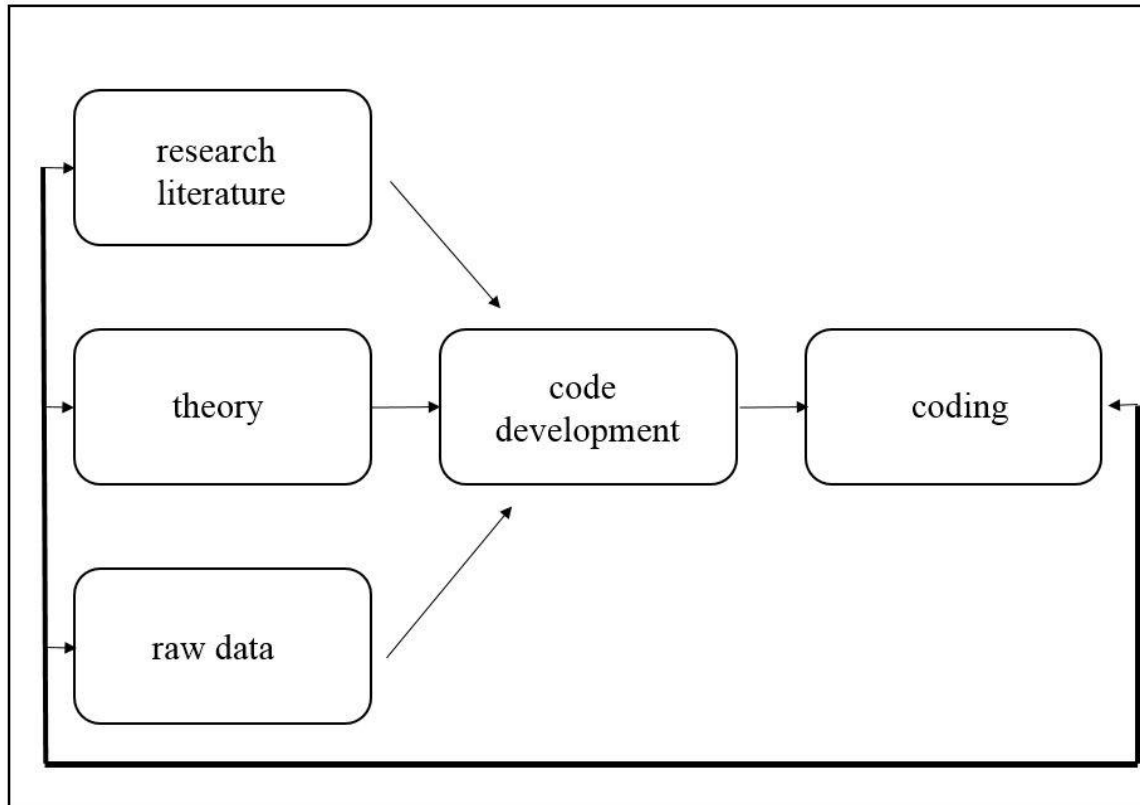 research
literature
theory
code
development
coding
raw data